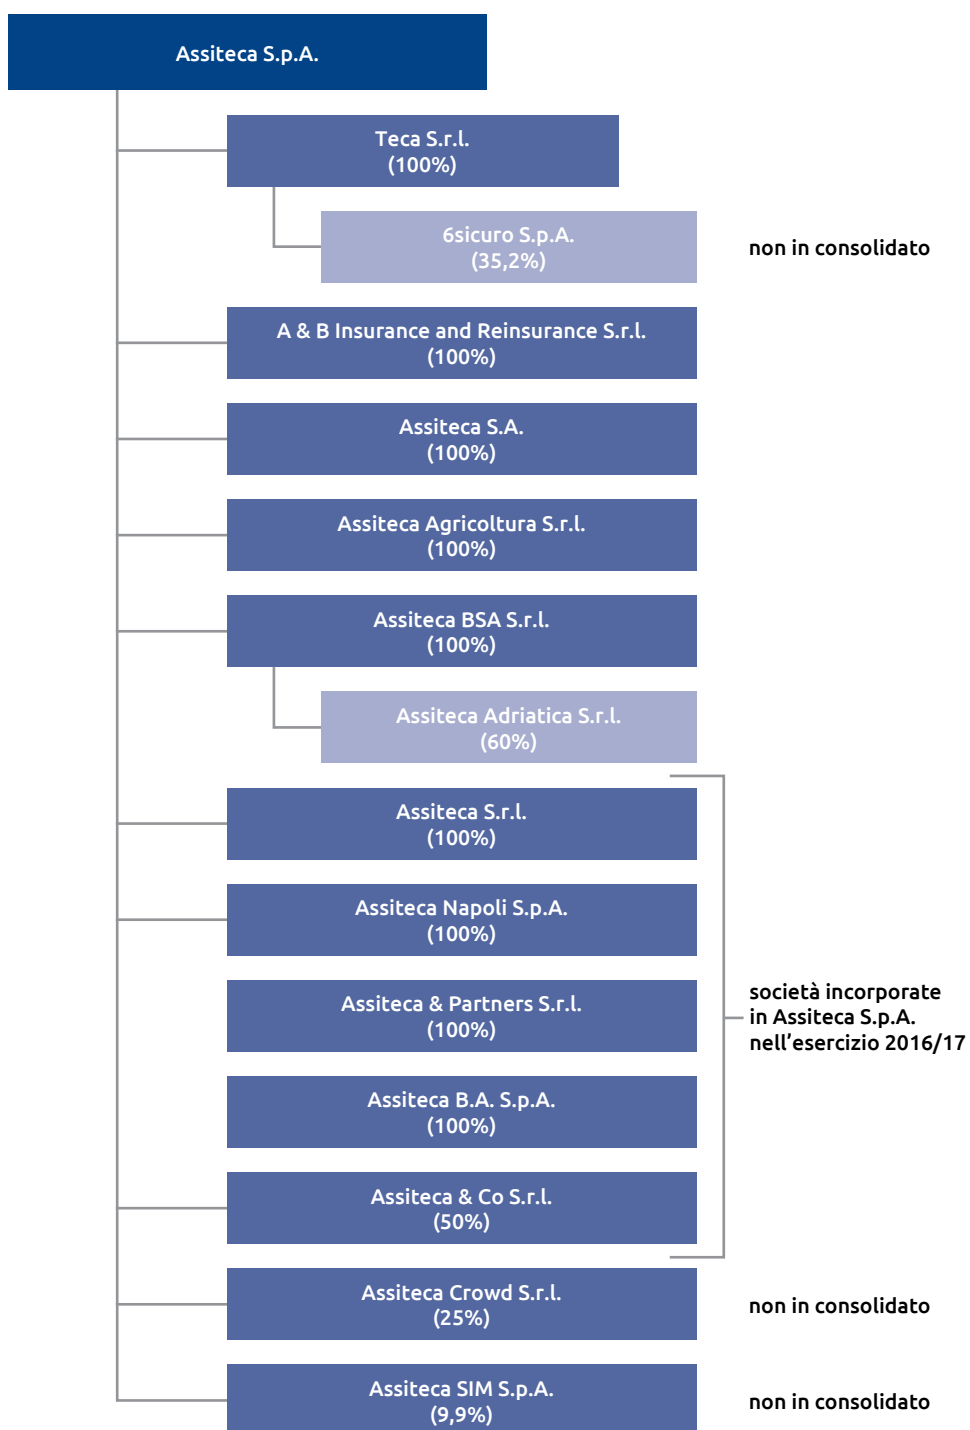 Assiteca S.p.A.
Teca S.r.l.
(100%)
6sicuro S.p.A.
(35,2%)
non in consolidato
A & B Insurance and Reinsurance S.r.l.
(100%)
Assiteca S.A.
(100%)
Assiteca Agricoltura S.r.l.
(100%)
Assiteca BSA S.r.l.
(100%)
Assiteca Adriatica S.r.l.
(60%)
Assiteca S.r.l.
(100%)
Assiteca Napoli S.p.A.
(100%)
Assiteca & Partners S.r.l.
(100%)
Assiteca B.A. S.p.A.
(100%)
Assiteca & Co S.r.l.
(50%)
società incorporate
in Assiteca S.p.A.
nell’esercizio 2016/17
Assiteca Crowd S.r.l.
(25%)
non in consolidato
Assiteca SIM S.p.A.
(9,9%)
non in consolidato